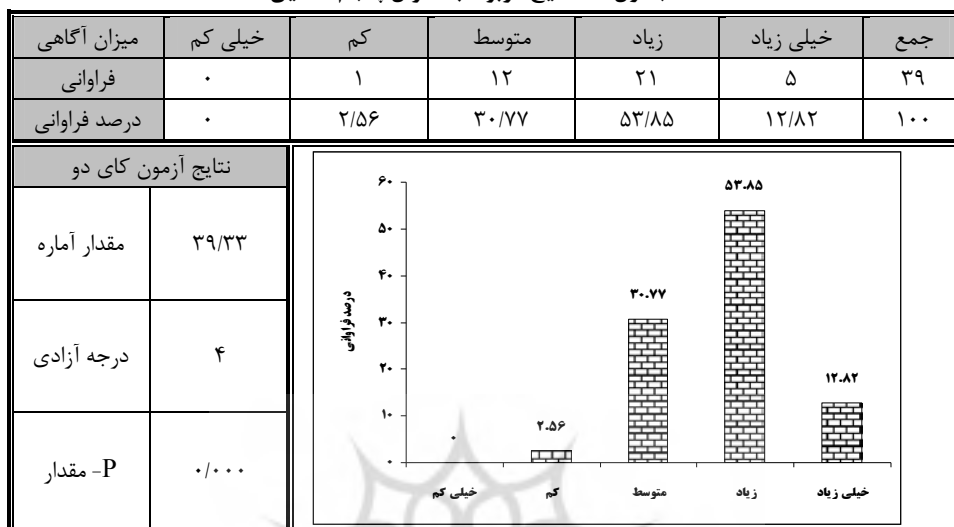 میزان آگاهی خیلی کم کم متوسط زیاد خیلی زیاد جمع
فراوانی ۰ ۱ ۱۲ ۲۱ ۵ ۳۹
درصد فراوانی ۰ ۲/۵۶ ۳۰/۷۷ ۵۳/۸۵ ۱۲/۸۲ ۱۰۰
نتایج آزمون کای دو
مقدار آماره ۳۹/۳۳
درجه آزادی ۴
P- مقدار ۰/۰۰۰
درصد فراوانی
۶۰
۵۰
۴۰
۳۰
۲۰
۱۰
۰
۰ ۲.۵۶ ۳۰.۷۷ ۵۳.۸۵ ۱۲.۸۲
خیلی کم کم متوسط زیاد خیلی زیاد